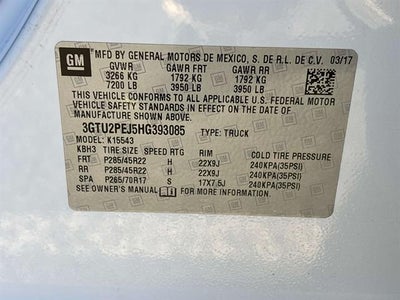 GM
MFD BY GENERAL MOTORS DE MEXICO, S DE R.L. DE C.V. 03/17
GVWR GAWR FRT GAWR RR
3266 KG 1792 KG 1792 KG
7200 LB 3950 LB 3950 LB
THIS VEHICLE CONFORMS TO ALL APPLICABLE U.S. FEDERAL MOTOR
VEHICLE SAFETY STANDARDS IN EFFECT ON THE DATE OF
MANUFACTURE SHOWN ABOVE.
3GTU2PEJ5HG393085 TYPE: TRUCK
MODEL: K15543
KBH3 TIRE SIZE SPEED RTG RIM COLD TIRE PRESSURE
FRT P285/45R22 H 22X9J 240KPA(35PSI)
RR P285/45R22 H 22X9J 240KPA(35PSI)
SPA P265/70R17 S 17X7.5J 240KPA(35PSI)
SEE OWNER'S MANUAL FOR ADDITIONAL INFORMATION.